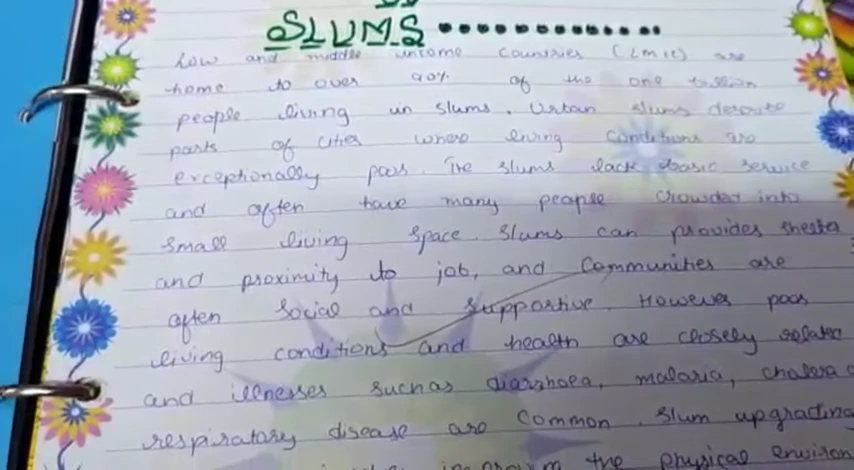 SLUMS
Low and middle income countries (LMIC) are
home to over 90% of the one billion
people living in slums. Urban slums describe
parts of cities where living conditions are
exceptionally poor. The slums lack basic service
and often have many people crowded into
small living space. Slums can provides shelter
and proximity to job, and communities are
often social and supportive. However poor
living conditions and health are closely related
and illnesses such as diarrhoea, malaria, cholera
respiratory disease are common. Slum upgrading
the physical environ